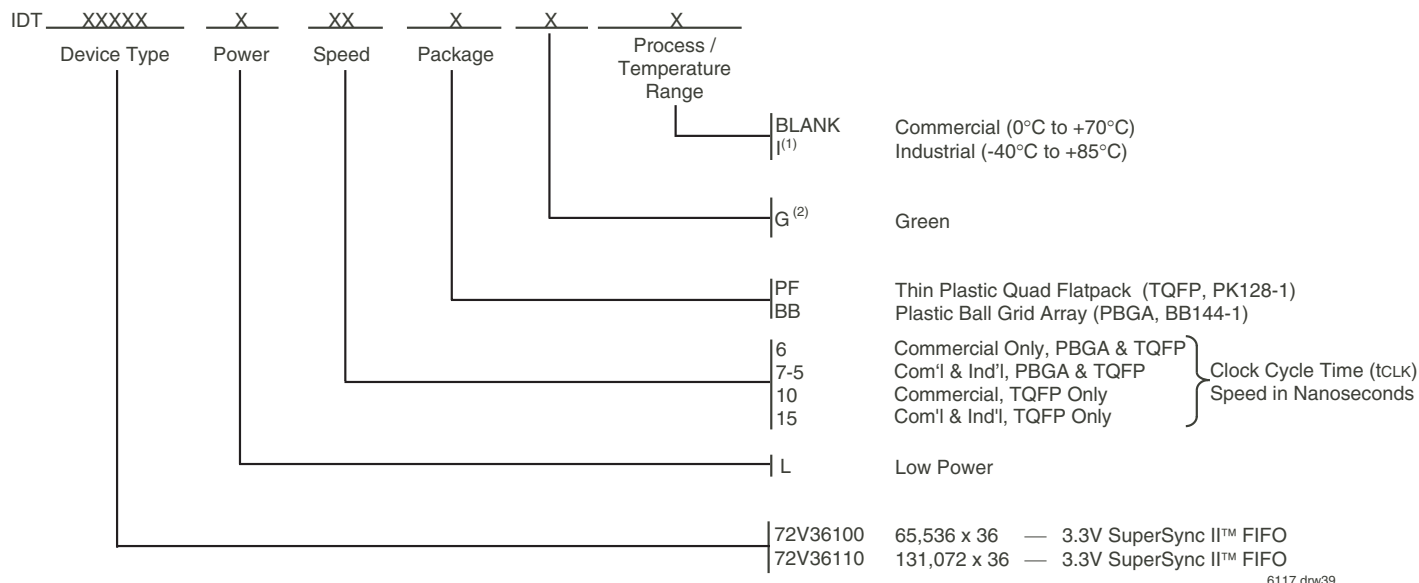 IDT XXXXX X XX X X X
Device Type Power Speed Package Process /
Temperature
Range
BLANK Commercial (0°C to +70°C)
I(1) Industrial (-40°C to +85°C)
G (2) Green
PF Thin Plastic Quad Flatpack (TQFP, PK128-1)
BB Plastic Ball Grid Array (PBGA, BB144-1)
6 Commercial Only, PBGA & TQFP
7-5 Com'l & Ind'l, PBGA & TQFP
10 Commercial, TQFP Only
15 Com'l & Ind'l, TQFP Only
Clock Cycle Time (tCLK)
Speed in Nanoseconds
L Low Power
72V36100 65,536 x 36 — 3.3V SuperSync II™ FIFO
72V36110 131,072 x 36 — 3.3V SuperSync II™ FIFO
6117 drw39